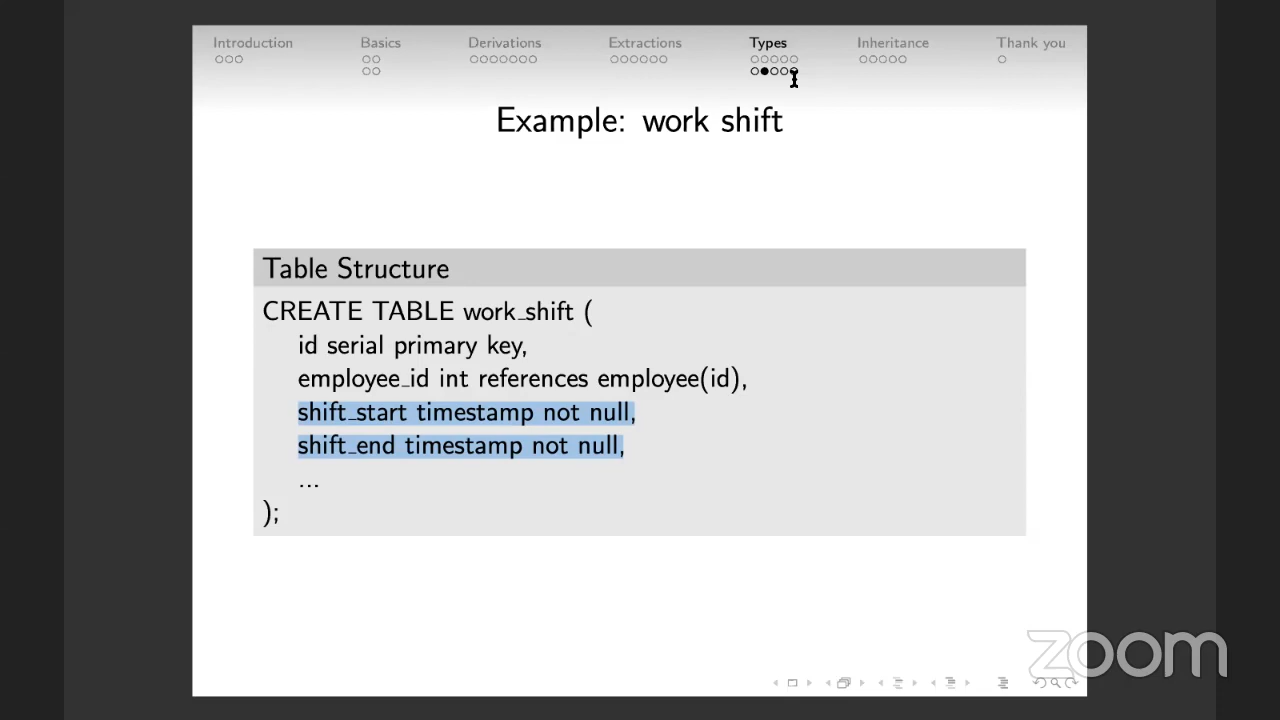 Introduction Basics Derivations Extractions Types Inheritance Thank you
Example: work shift
Table Structure
CREATE TABLE work_shift (
id serial primary key,
employee_id int references employee(id),
shift_start timestamp not null,
shift_end timestamp not null,
...
);
zoom